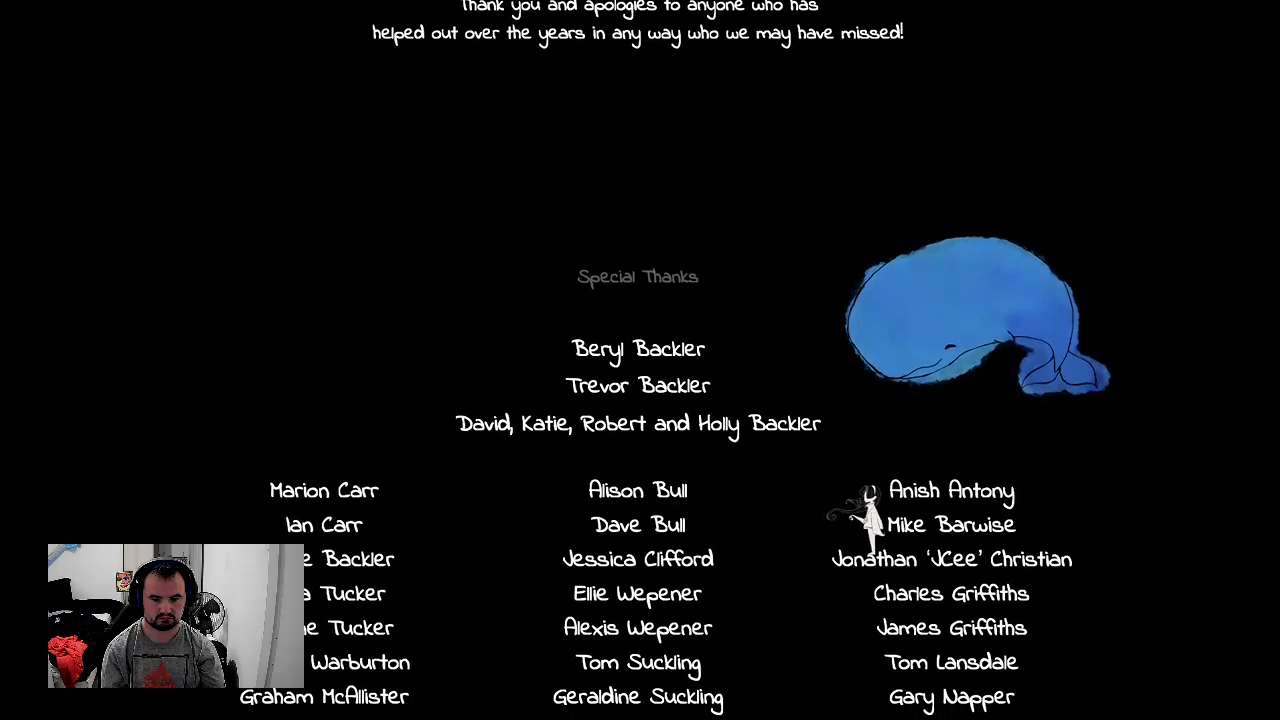 Thank you and apologies to anyone who has
helped out over the years in any way who we may have missed!
Special Thanks
Beryl Backler
Trevor Backler
David, Katie, Robert and Holly Backler
Marion Carr Alison Bull Anish Antony
Ian Carr Dave Bull Mike Barwise
Backler Jessica Clifford Jonathan 'JCee' Christian
Tucker Ellie Wepener Charles Griffiths
Tucker Alexis Wepener James Griffiths
Warburton Tom Suckling Tom Lansdale
Graham McAllister Geraldine Suckling Gary Napper